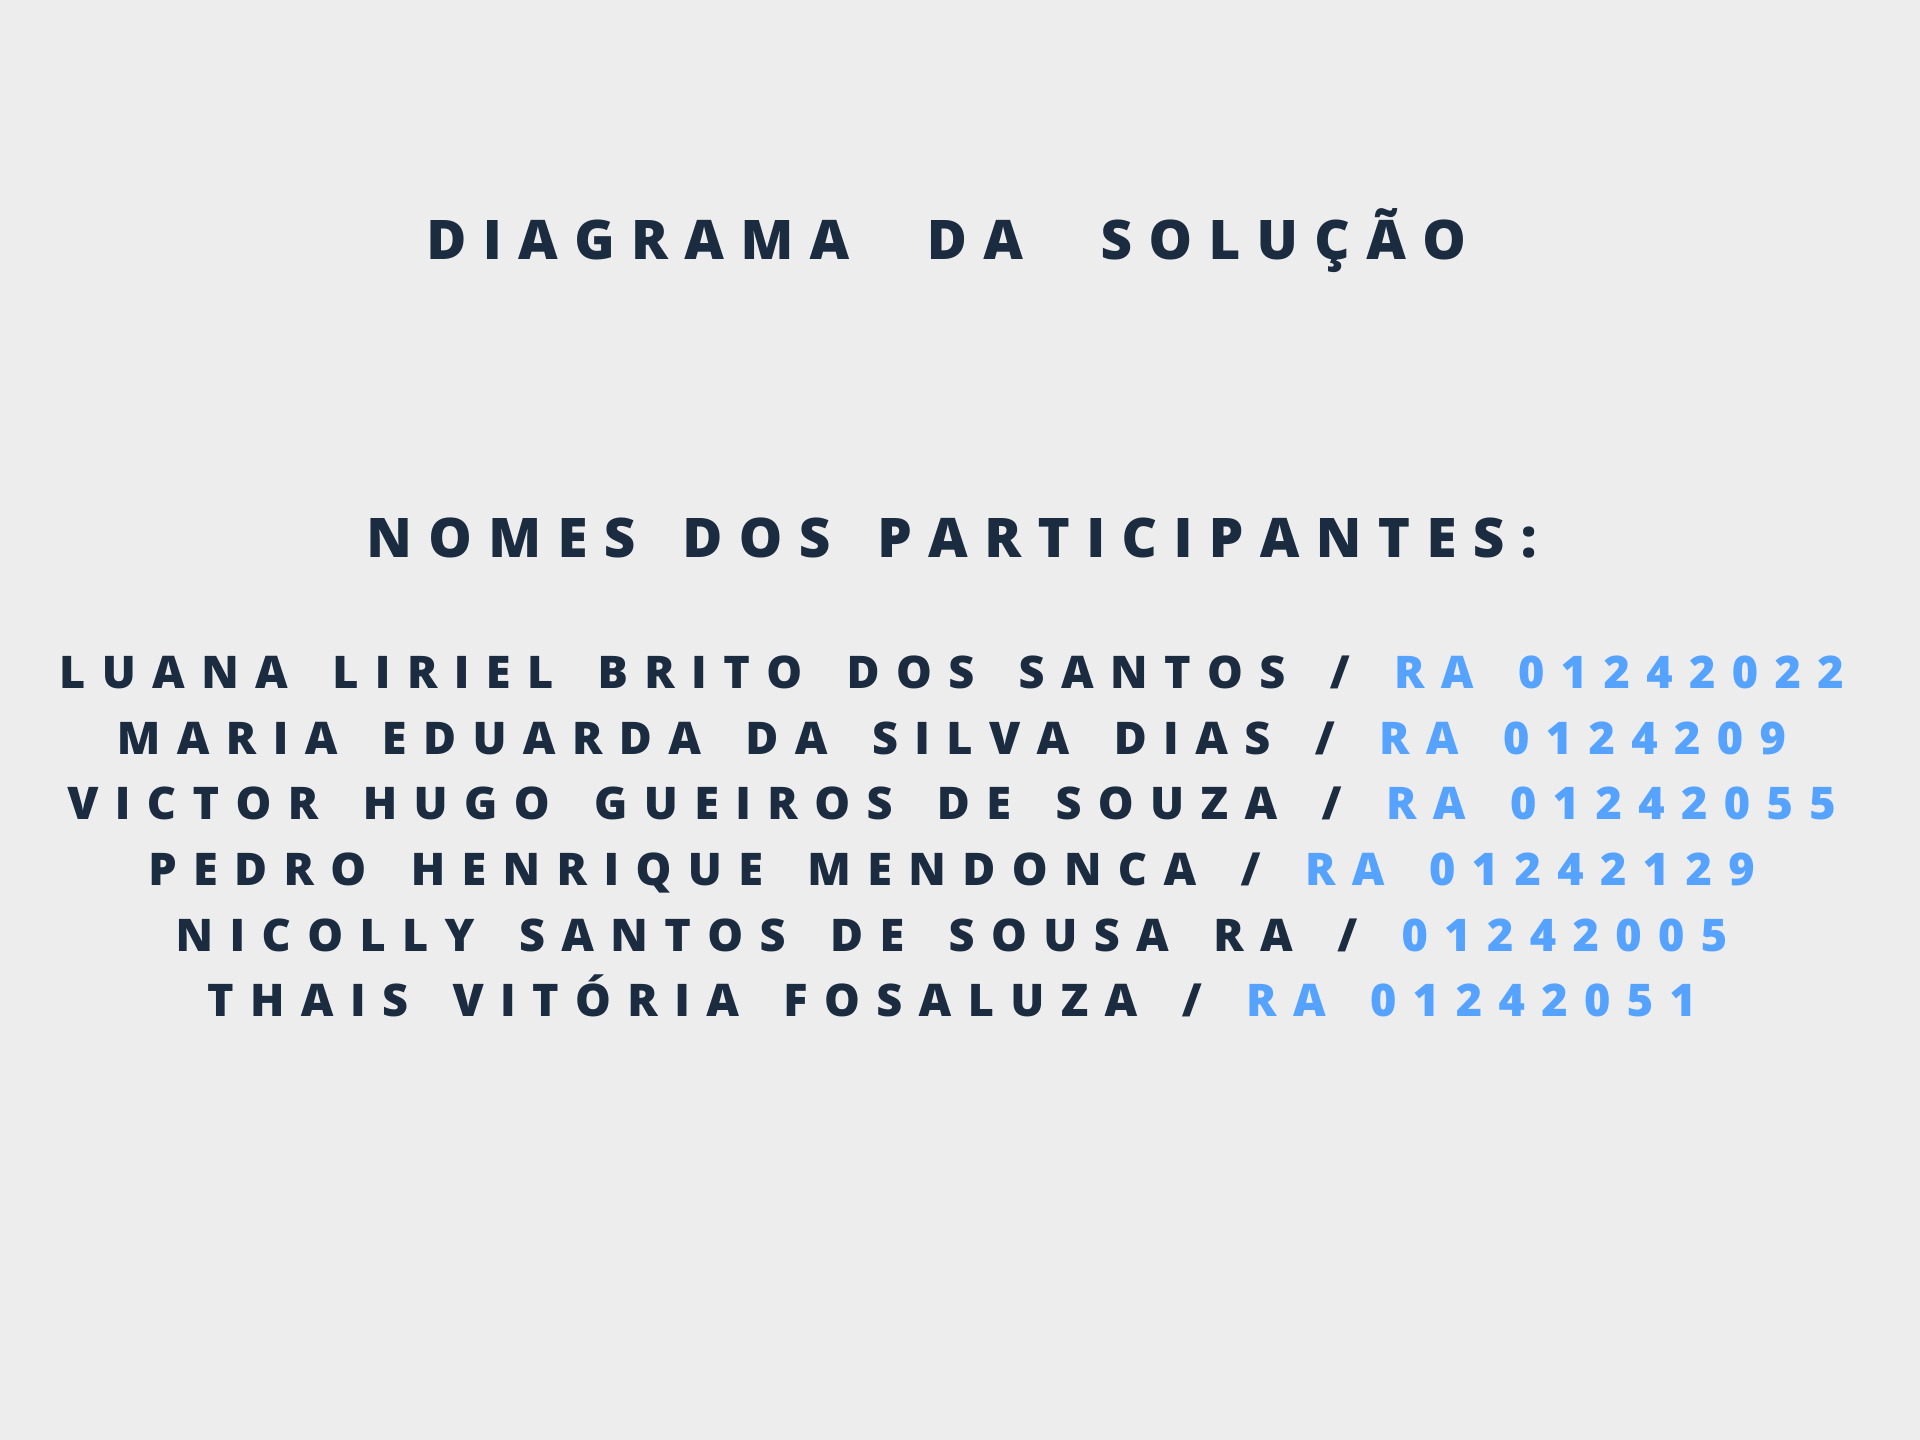 DIAGRAMA DA SOLUÇÃO
NOMES DOS PARTICIPANTES:
LUANA LIRIEL BRITO DOS SANTOS / RA 01242022
MARIA EDUARDA DA SILVA DIAS / RA 0124209
VICTOR HUGO GUEIROS DE SOUZA / RA 01242055
PEDRO HENRIQUE MENDONCA / RA 01242129
NICOLLY SANTOS DE SOUSA RA / 01242005
THAIS VITÓRIA FOSALUZA / RA 01242051